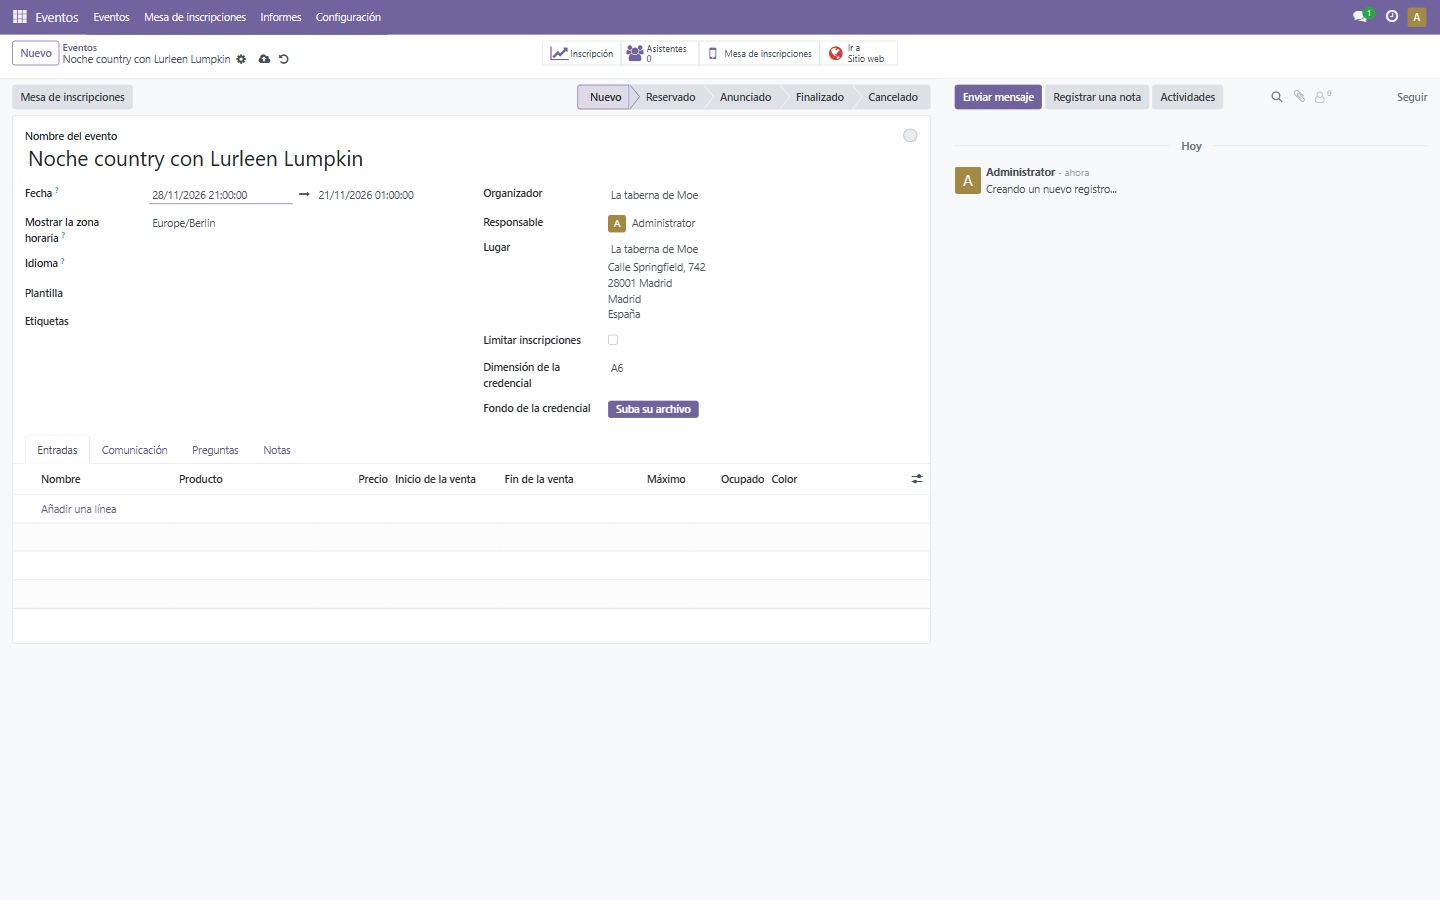 Eventos
Eventos
Mesa de inscripciones
Informes
Configuración
1
A
Nuevo
Eventos
Noche country con Lurleen Lumpkin
Inscripción
Asistentes
0
Mesa de inscripciones
Ir a
Sitio web
Mesa de inscripciones
Nuevo
Reservado
Anunciado
Finalizado
Cancelado
Enviar mensaje
Registrar una nota
Actividades
0
Seguir
Nombre del evento
Noche country con Lurleen Lumpkin
Fecha ?
28/11/2026 21:00:00
21/11/2026 01:00:00
Mostrar la zona
horaria ?
Europe/Berlin
Idioma ?
Plantilla
Etiquetas
Organizador
La taberna de Moe
Responsable
A
Administrator
Lugar
La taberna de Moe
Calle Springfield, 742
28001 Madrid
Madrid
España
Limitar inscripciones
Dimensión de la
credencial
A6
Fondo de la credencial
Suba su archivo
Hoy
A
Administrator - ahora
Creando un nuevo registro...
Entradas
Comunicación
Preguntas
Notas
Nombre
Producto
Precio
Inicio de la venta
Fin de la venta
Máximo
Ocupado
Color
Añadir una línea